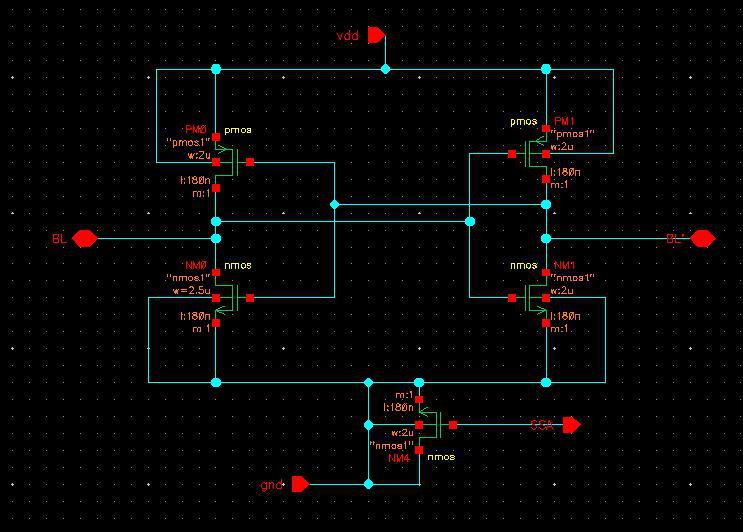 vdd
PM0 pmos
"pmos1"
w:2u
l:180n
m:1
pmos PM1
"pmos1"
w:2u
l:180n
m:1
BL
BL'
NM0 nmos
"nmos1"
w=2.5u
l:180n
m:1
nmos NM1
"nmos1"
w:2u
l:180n
m:1
m:1
l:180n
w:2u
"nmos1"
NM4 nmos
gnd